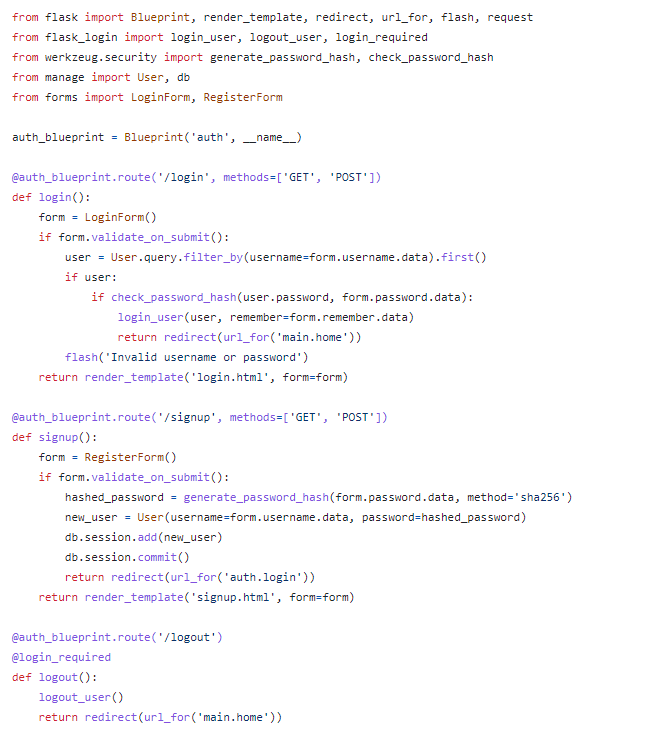 from flask import Blueprint, render_template, redirect, url_for, flash, request
from flask_login import login_user, logout_user, login_required
from werkzeug.security import generate_password_hash, check_password_hash
from manage import User, db
from forms import LoginForm, RegisterForm

auth_blueprint = Blueprint('auth', __name__)

@auth_blueprint.route('/login', methods=['GET', 'POST'])
def login():
    form = LoginForm()
    if form.validate_on_submit():
        user = User.query.filter_by(username=form.username.data).first()
        if user:
            if check_password_hash(user.password, form.password.data):
                login_user(user, remember=form.remember.data)
                return redirect(url_for('main.home'))
        flash('Invalid username or password')
    return render_template('login.html', form=form)

@auth_blueprint.route('/signup', methods=['GET', 'POST'])
def signup():
    form = RegisterForm()
    if form.validate_on_submit():
        hashed_password = generate_password_hash(form.password.data, method='sha256')
        new_user = User(username=form.username.data, password=hashed_password)
        db.session.add(new_user)
        db.session.commit()
        return redirect(url_for('auth.login'))
    return render_template('signup.html', form=form)

@auth_blueprint.route('/logout')
@login_required
def logout():
    logout_user()
    return redirect(url_for('main.home'))